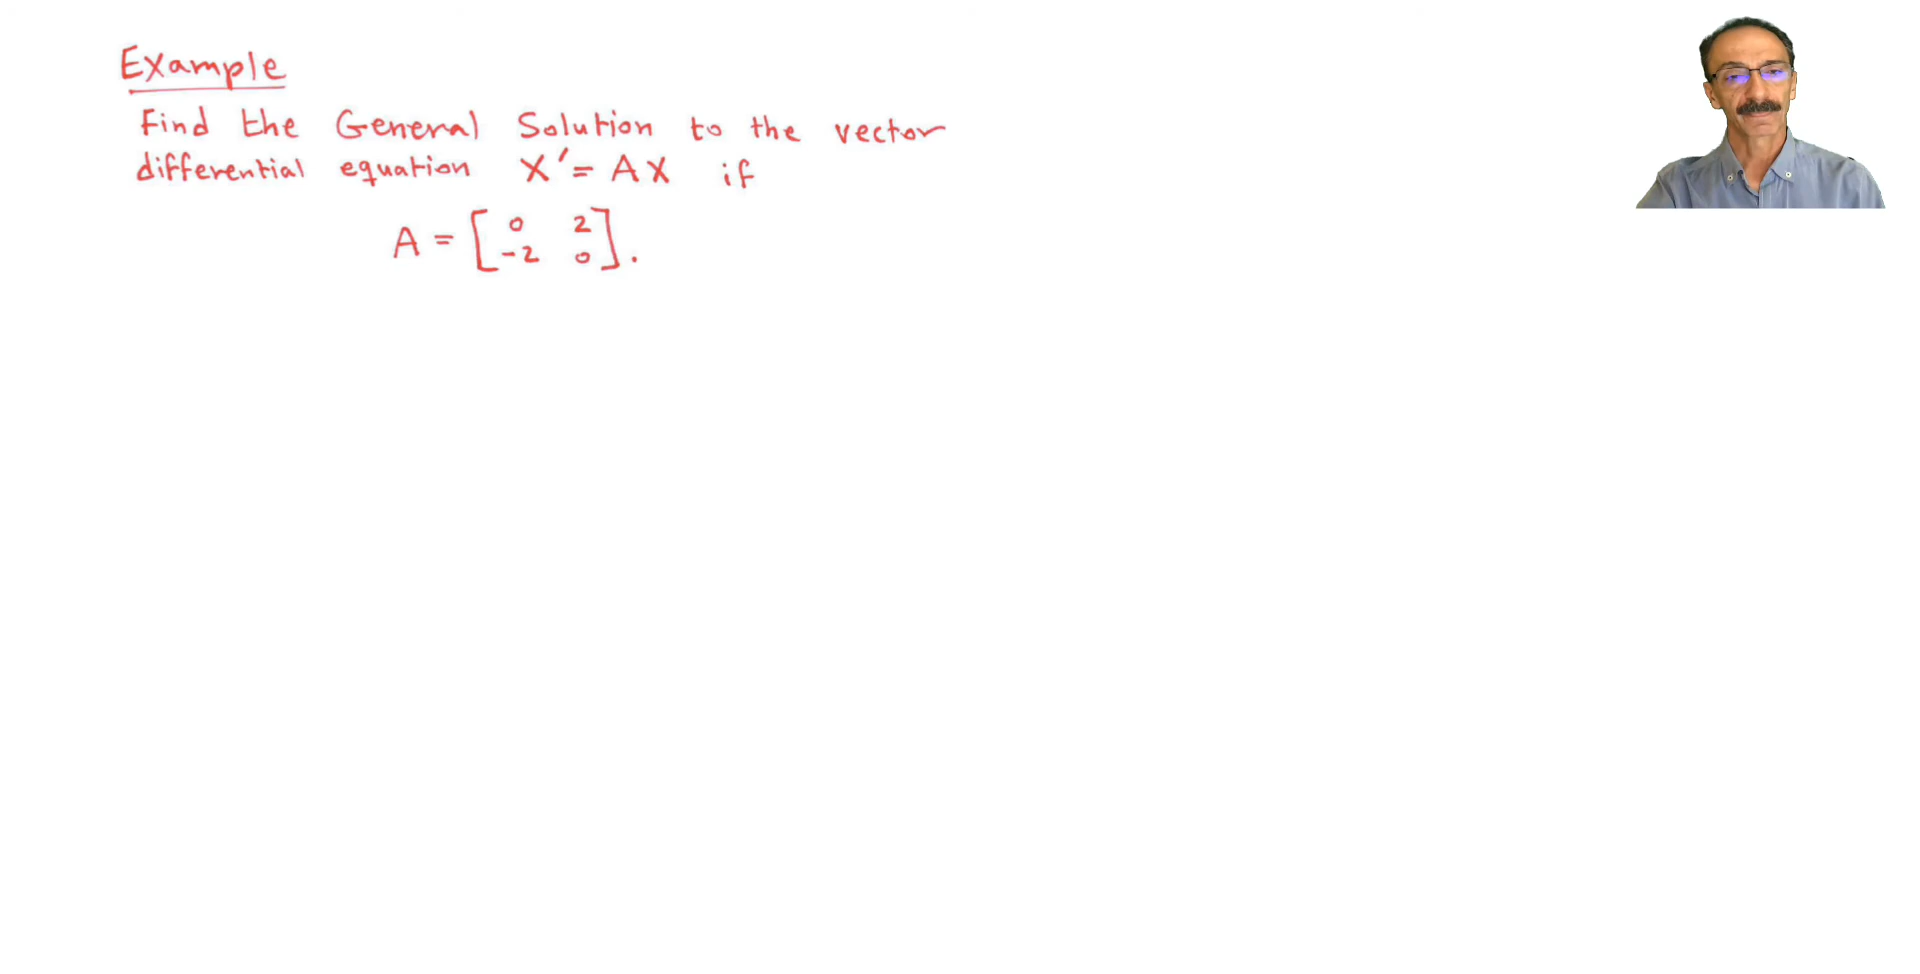 Example
Find the General Solution to the vector
differential equation X' = AX if
A = [ 0 2
-2 0 ].